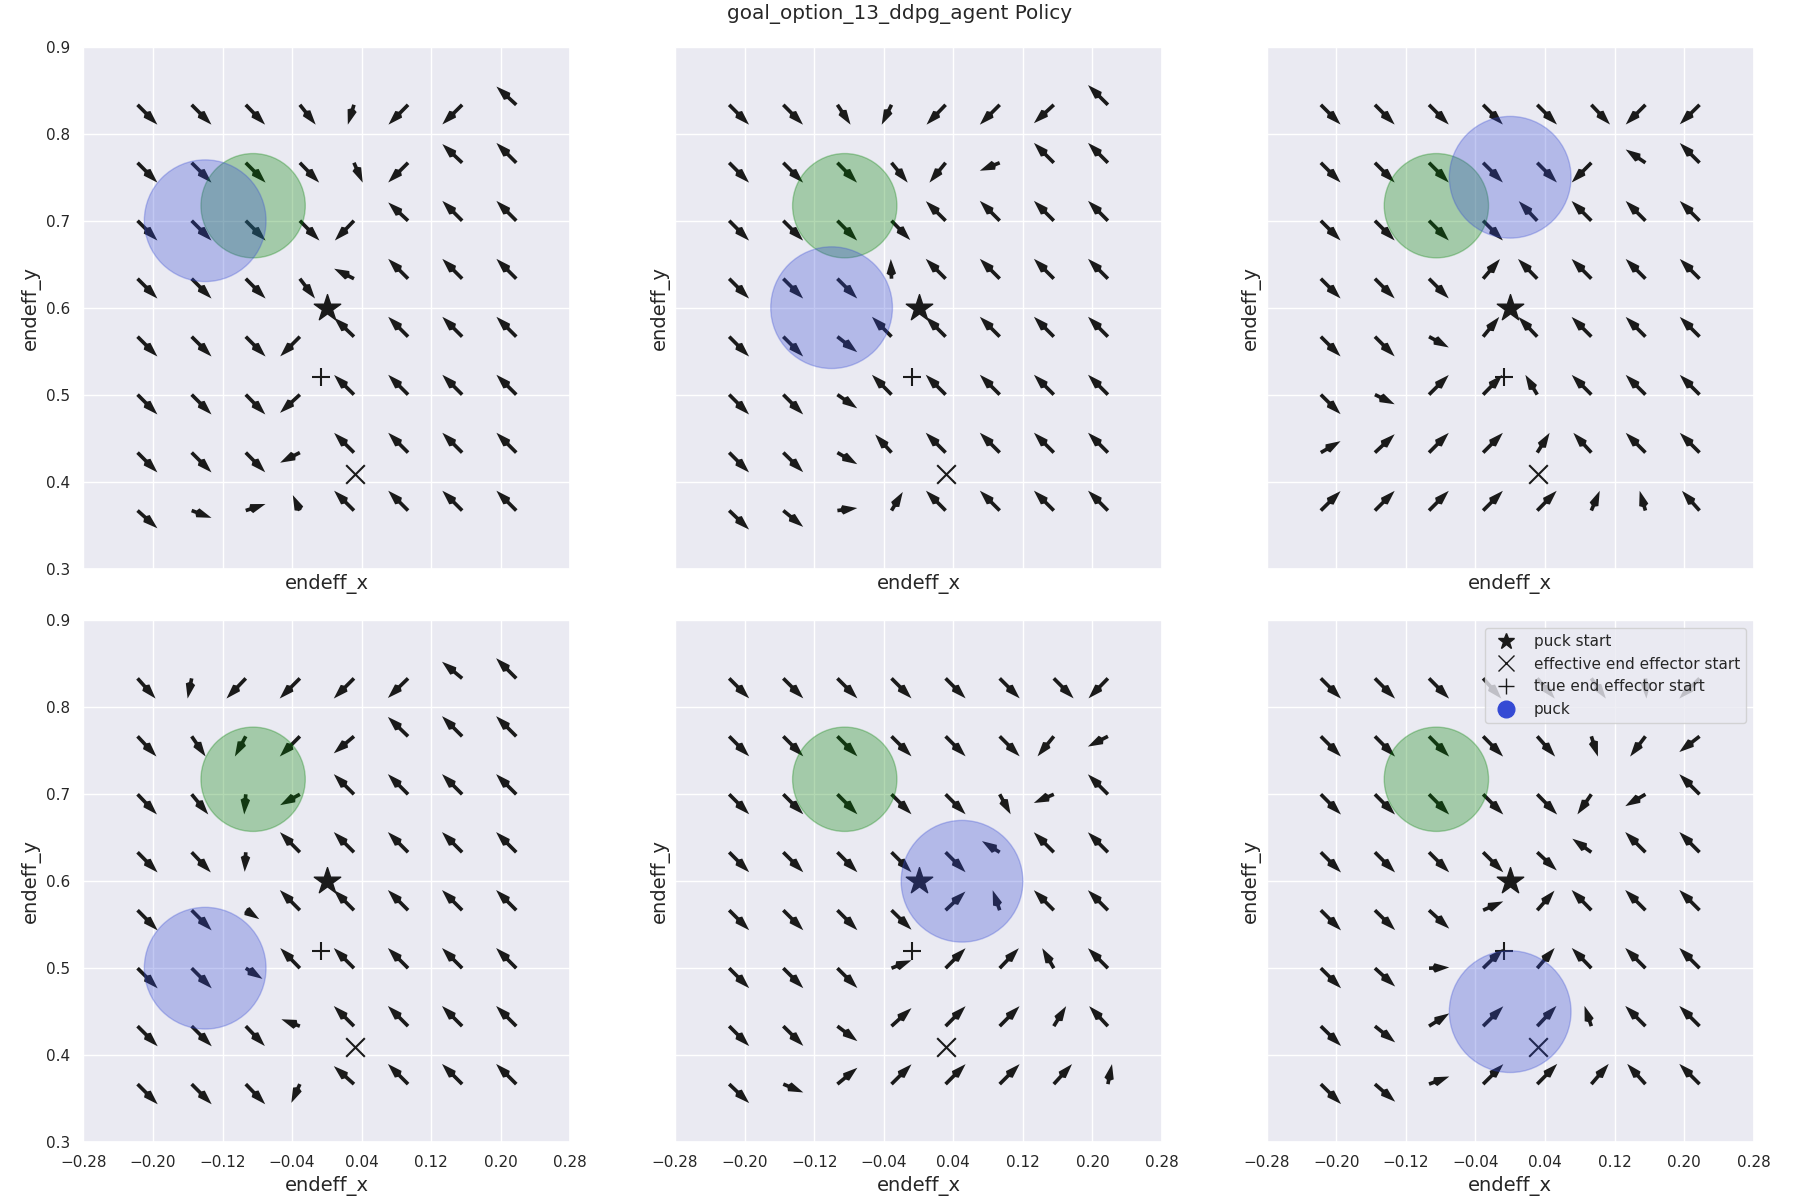 goal_option_13_ddpg_agent Policy
0.9
0.8
0.7
0.6
0.5
0.4
0.3
endeff_y
endeff_x
endeff_y
endeff_x
endeff_y
endeff_x
0.9
0.8
0.7
0.6
0.5
0.4
0.3
endeff_y
−0.28 −0.20 −0.12 −0.04 0.04 0.12 0.20 0.28
endeff_x
endeff_y
−0.28 −0.20 −0.12 −0.04 0.04 0.12 0.20 0.28
endeff_x
puck start
effective end effector start
true end effector start
puck
endeff_y
−0.28 −0.20 −0.12 −0.04 0.04 0.12 0.20 0.28
endeff_x